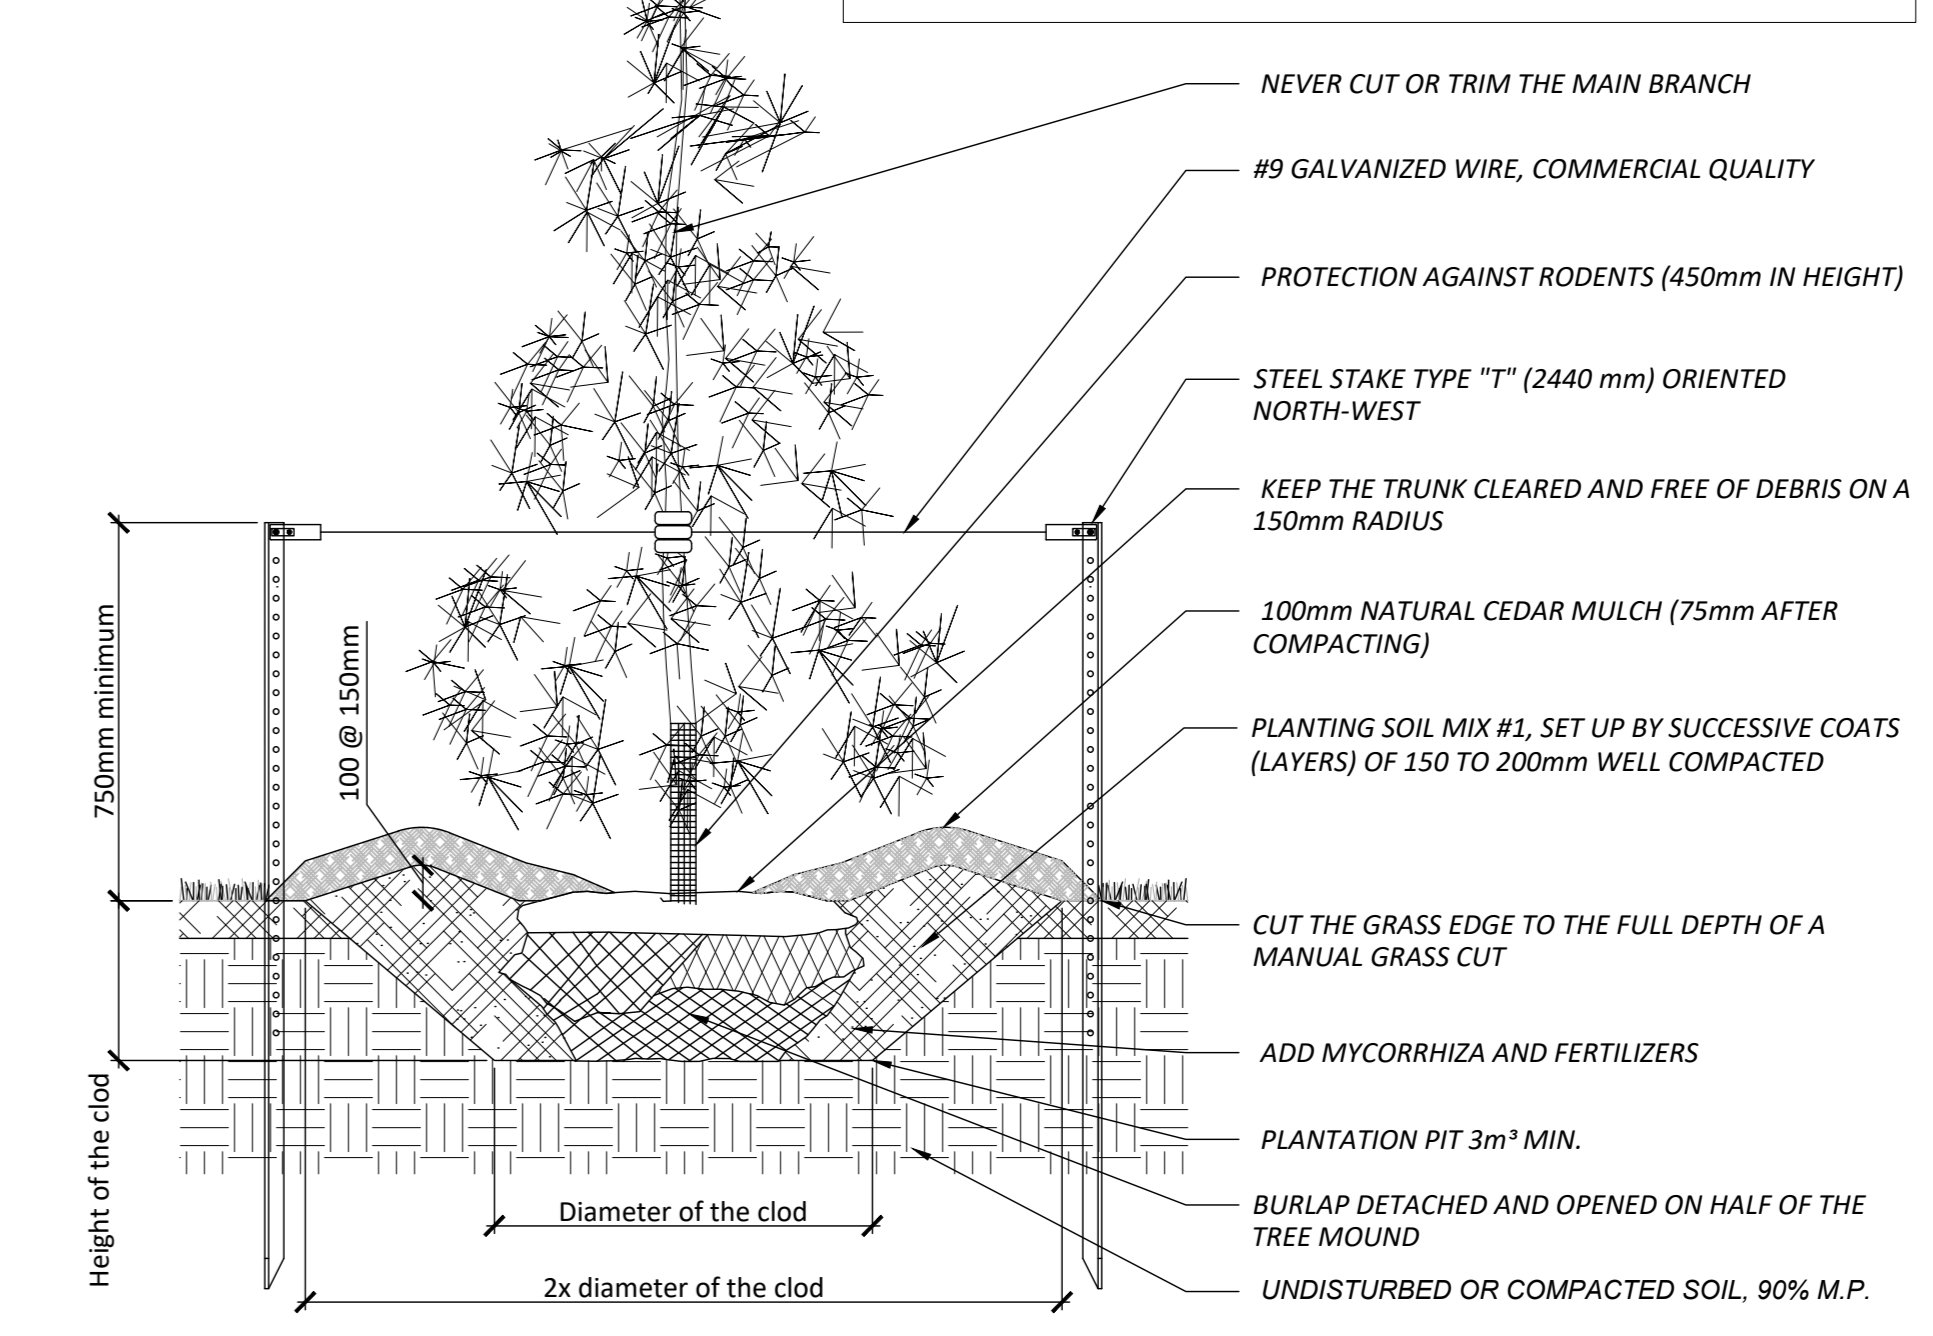 NEVER CUT OR TRIM THE MAIN BRANCH
#9 GALVANIZED WIRE, COMMERCIAL QUALITY
PROTECTION AGAINST RODENTS (450mm IN HEIGHT)
STEEL STAKE TYPE "T" (2440 mm) ORIENTED
NORTH-WEST
KEEP THE TRUNK CLEARED AND FREE OF DEBRIS ON A
150mm RADIUS
100mm NATURAL CEDAR MULCH (75mm AFTER
COMPACTING)
PLANTING SOIL MIX #1, SET UP BY SUCCESSIVE COATS
(LAYERS) OF 150 TO 200mm WELL COMPACTED
CUT THE GRASS EDGE TO THE FULL DEPTH OF A
MANUAL GRASS CUT
ADD MYCORRHIZA AND FERTILIZERS
PLANTATION PIT 3m³ MIN.
BURLAP DETACHED AND OPENED ON HALF OF THE
TREE MOUND
UNDISTURBED OR COMPACTED SOIL, 90% M.P.
750mm minimum
100 @ 150mm
Height of the clod
Diameter of the clod
2x diameter of the clod